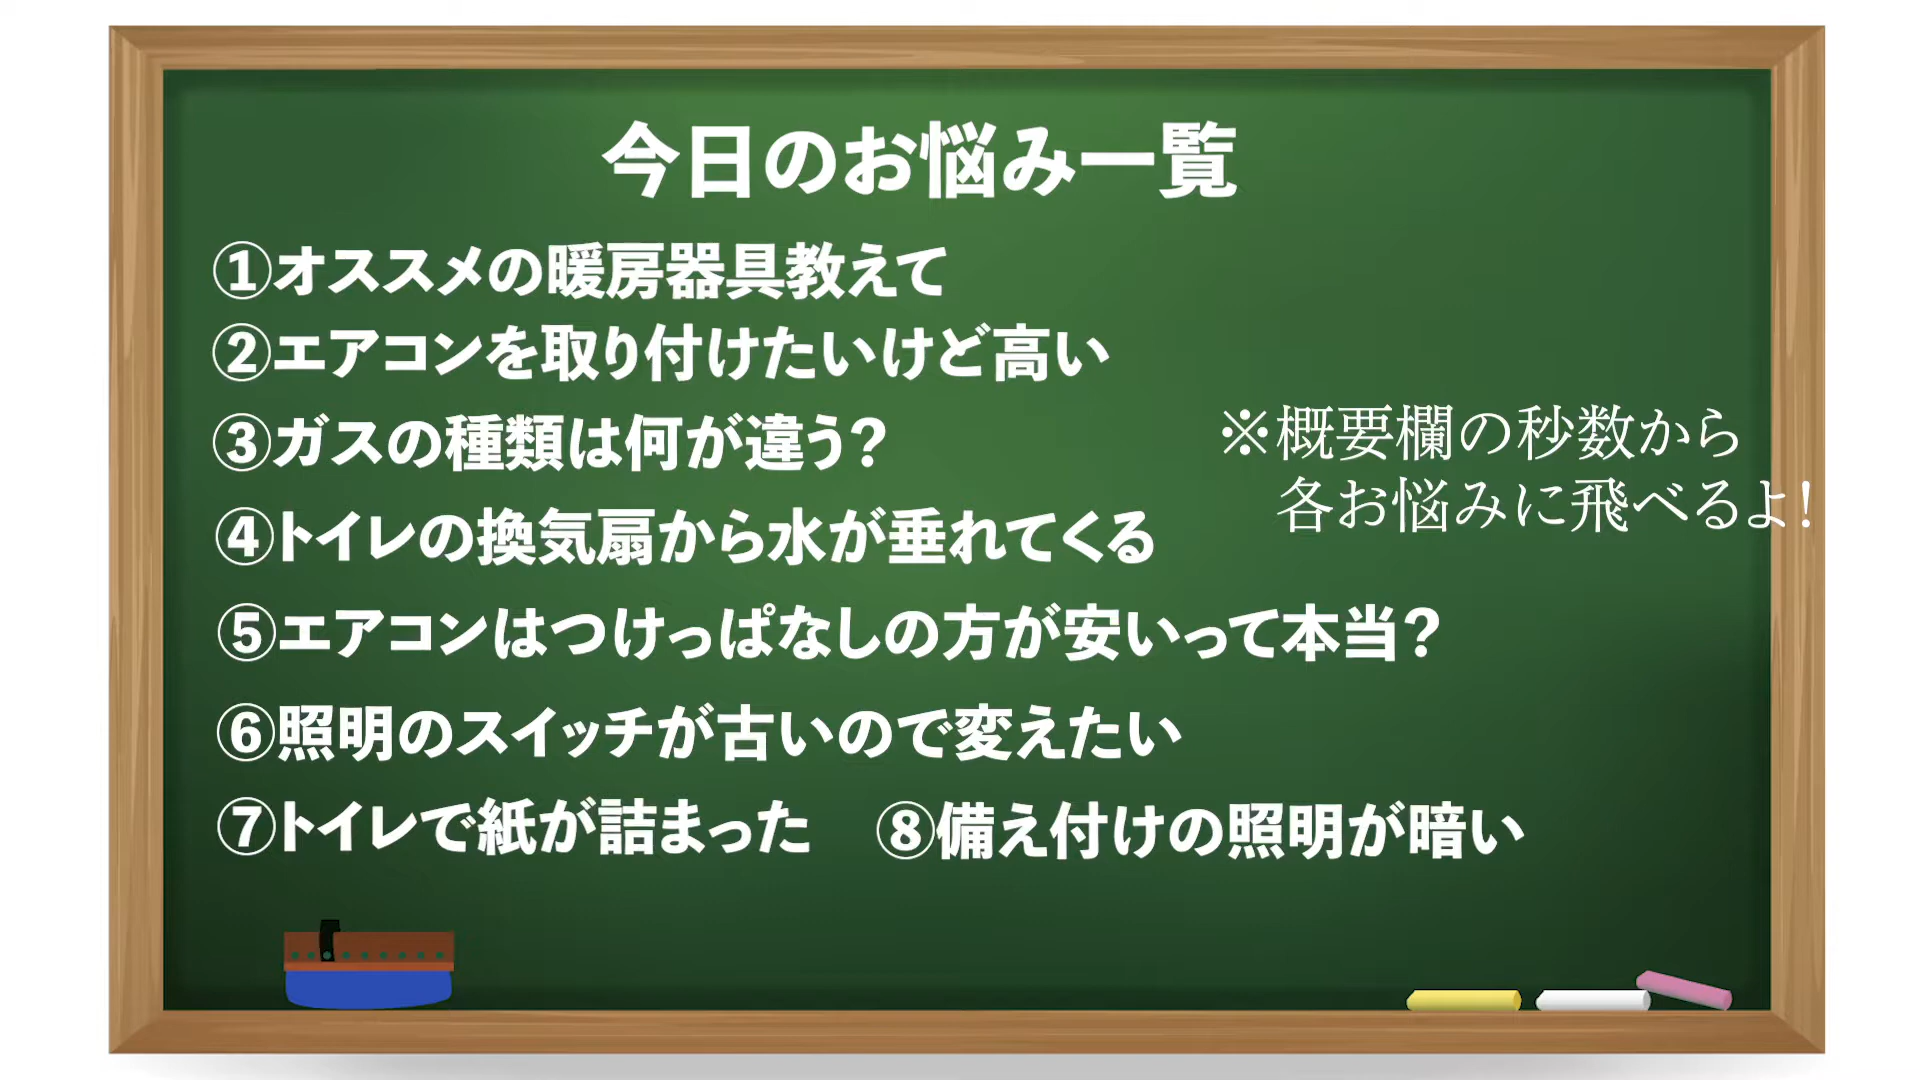 今日のお悩み一覧
①オススメの暖房器具教えて
②エアコンを取り付けたいけど高い
③ガスの種類は何が違う?
※概要欄の秒数から
各お悩みに飛べるよ!
④トイレの換気扇から水が垂れてくる
⑤エアコンはつけっぱなしの方が安いって本当?
⑥照明のスイッチが古いので変えたい
⑦トイレで紙が詰まった ⑧備え付けの照明が暗い